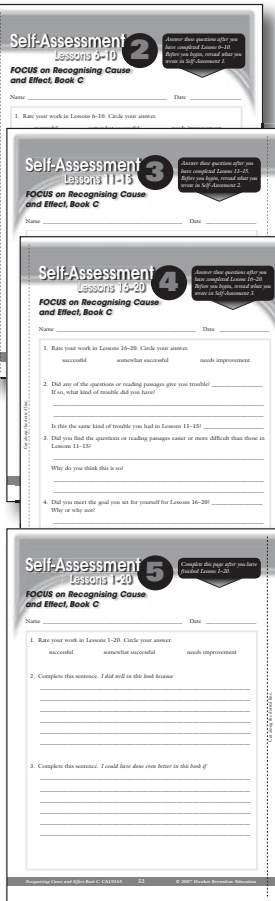 Self-Assessment 2
Lessons 6-10
Answer these questions after you
have completed Lessons 6–10.
Before you begin, reread what you
wrote in Self-Assessment 1.
FOCUS on Recognising Cause
and Effect, Book C
Name Date
1. Rate your work in Lessons 6–10. Circle your answer.
Self-Assessment 3
Lessons 11-15
Answer these questions after you
have completed Lessons 11–15.
Before you begin, reread what you
wrote in Self-Assessment 2.
FOCUS on Recognising Cause
and Effect, Book C
Name Date
Self-Assessment 4
Lessons 16-20
Answer these questions after you
have completed Lessons 16–20.
Before you begin, reread what you
wrote in Self-Assessment 3.
FOCUS on Recognising Cause
and Effect, Book C
Name Date
1. Rate your work in Lessons 16–20. Circle your answer.
successful somewhat successful needs improvement
2. Did any of the questions or reading passages give you trouble?
If so, what kind of trouble did you have?
Is this the same kind of trouble you had in Lessons 11–15?
3. Did you find the questions or reading passages easier or more difficult than those in
Lessons 11–15?
Why do you think this is so?
4. Did you meet the goal you set for yourself for Lessons 16–20?
Why or why not?
Cut along the dotted line.
Self-Assessment 5
Lessons 1-20
Complete this page after you have
finished Lessons 1–20.
FOCUS on Recognising Cause
and Effect, Book C
Name Date
1. Rate your work in Lessons 1–20. Circle your answer.
successful somewhat successful needs improvement
2. Complete this sentence. I did well in this book because
3. Complete this sentence. I could have done even better in this book if
Cut along the dotted line.
Recognising Cause and Effect Book C CA10163 52 © 2007 Hawker Brownlow Education